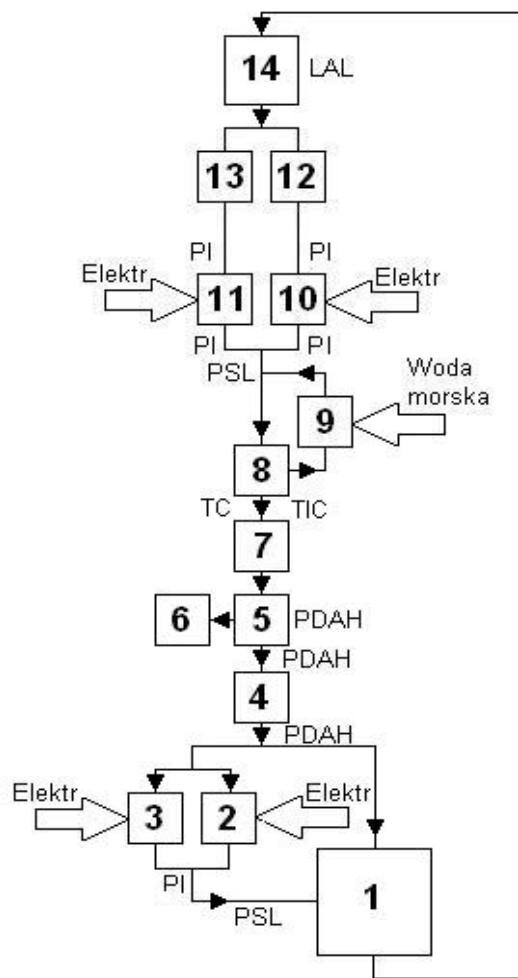 14 LAL
13 12
PI PI
Elektr Elektr
11 10
PI PI
PSL
Woda
morska
9
8
TC TIC
7
6 5 PDAH
PDAH
4
PDAH
Elektr Elektr
3 2
PI
PSL
1